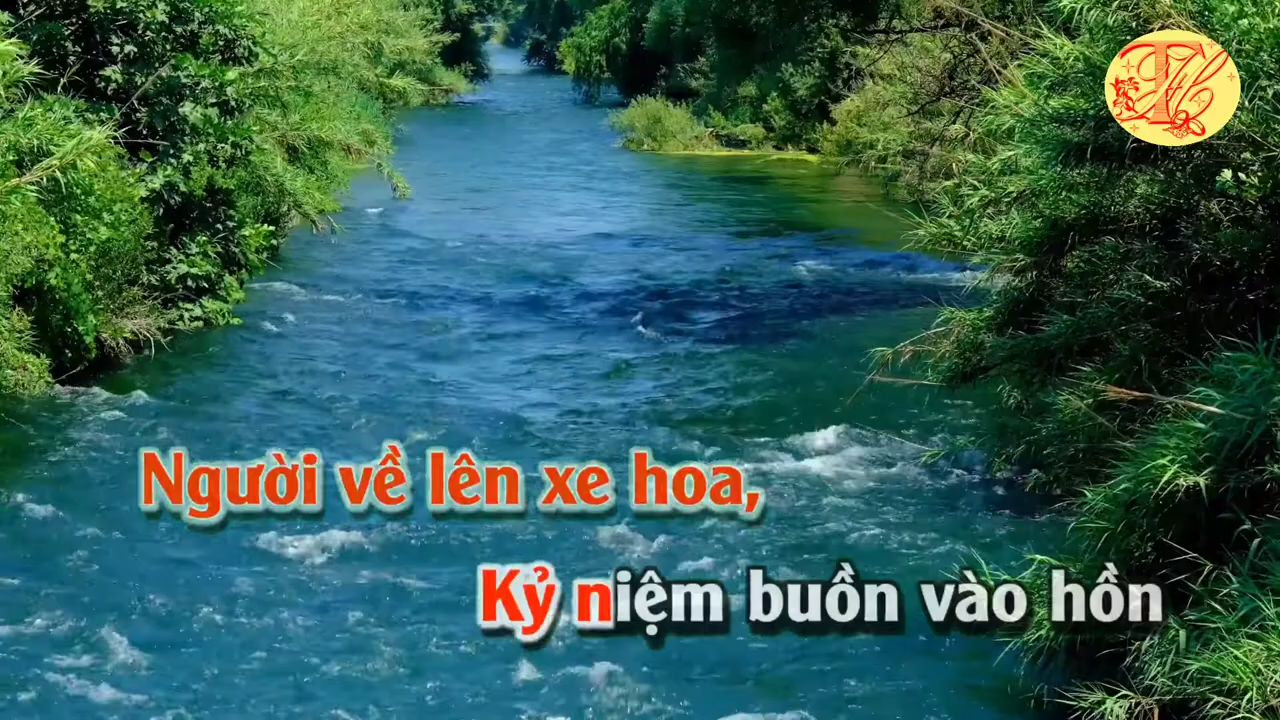 Người về lên xe hoa,
Kỷ niệm buồn vào hồn